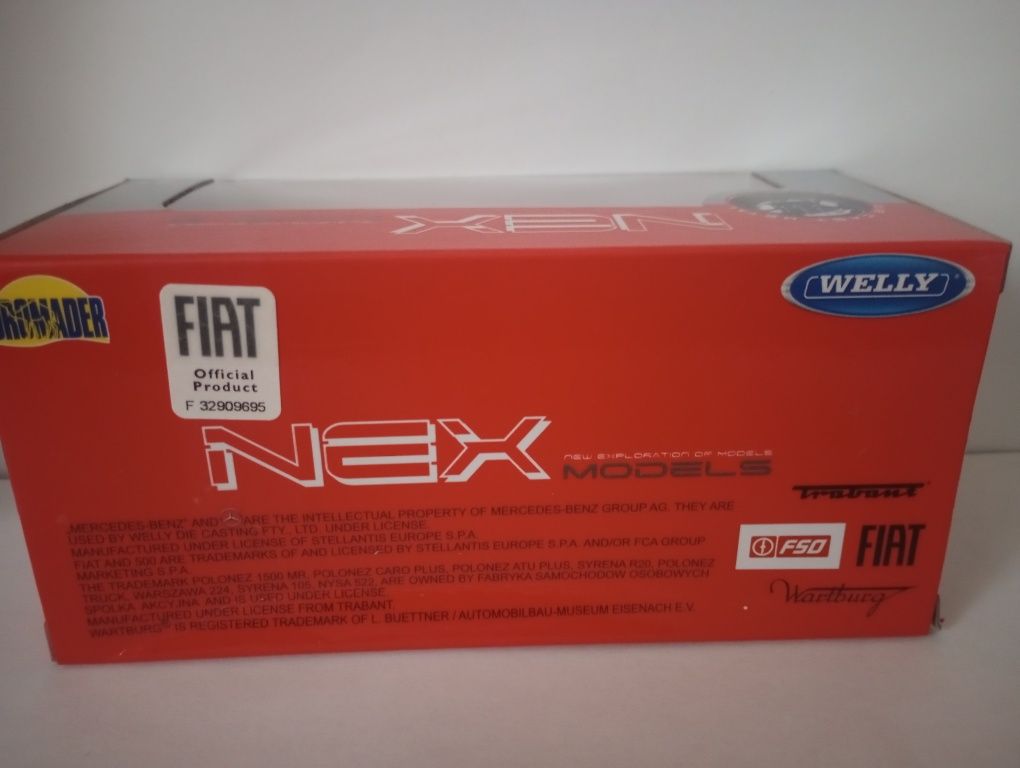 NEX
DROMADER
FIAT
Official
Product
F 32909695
WELLY
NEX
NEW EXPLORATION OF MODELS
MODELS
MERCEDES-BENZ® AND ARE THE INTELLECTUAL PROPERTY OF MERCEDES-BENZ GROUP AG. THEY ARE
USED BY WELLY DIE CASTING FTY. LTD. UNDER LICENSE.
MANUFACTURED UNDER LICENSE OF STELLANTIS EUROPE S.P.A.
FIAT AND 500 ARE TRADEMARKS OF AND LICENSED BY STELLANTIS EUROPE S.P.A. AND/OR FCA GROUP
MARKETING S.P.A.
THE TRADEMARK POLONEZ 1500 MR, POLONEZ CARO PLUS, POLONEZ ATU PLUS, SYRENA R20, POLONEZ
TRUCK, WARSZAWA 224, SYRENA 105, NYSA 522, ARE OWNED BY FABRYKA SAMOCHODOW OSOBOWYCH
SPOLKA AKCYJNA AND IS USED UNDER LICENSE.
MANUFACTURED UNDER LICENSE FROM TRABANT.
WARTBURG IS REGISTERED TRADEMARK OF L. BUETTNER / AUTOMOBILBAU-MUSEUM EISENACH E.V.
Trabant
FSO
FIAT
Wartburg